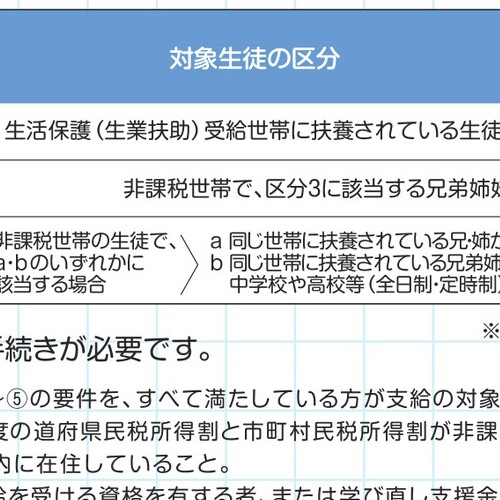 対象生徒の区分
生活保護（生業扶助）受給世帯に扶養されている生徒
非課税世帯で、区分3に該当する兄弟姉妹
非課税世帯の生徒で、
a・bのいずれかに
該当する場合
a 同じ世帯に扶養されている兄・姉が
b 同じ世帯に扶養されている兄弟姉
中学校や高校等（全日制・定時制）
※
手続きが必要です。
～⑤の要件を、すべて満たしている方が支給の対象
度の道府県民税所得割と市町村民税所得割が非課
内に在住していること。
金を受ける資格を有する者、または学び直し支援金